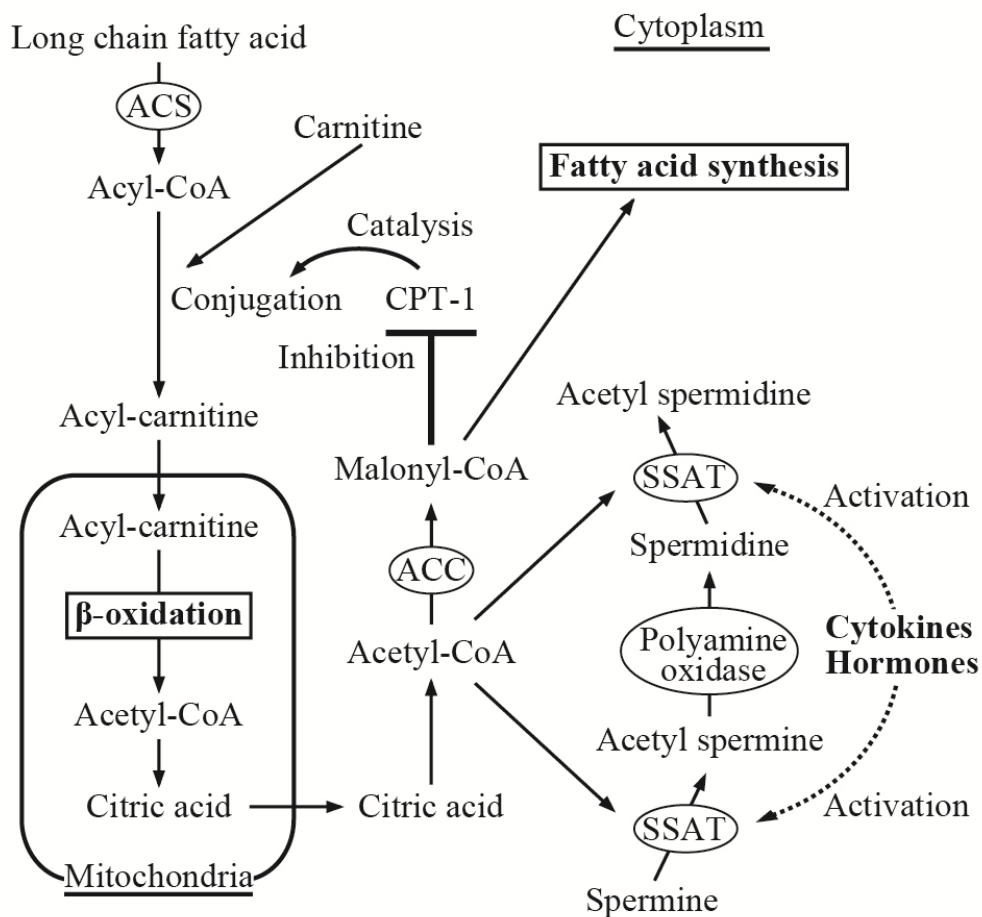 Cytoplasm
Long chain fatty acid
ACS
Carnitine
Fatty acid synthesis
Acyl-CoA
Catalysis
Conjugation
CPT-1
Inhibition
Acyl-carnitine
Acetyl spermidine
Malonyl-CoA
SSAT
Activation
Acyl-carnitine
Spermidine
ACC
β-oxidation
Cytokines
Hormones
Polyamine
oxidase
Acetyl-CoA
Acetyl-CoA
Acetyl spermine
Citric acid
Citric acid
Activation
SSAT
Mitochondria
Spermine